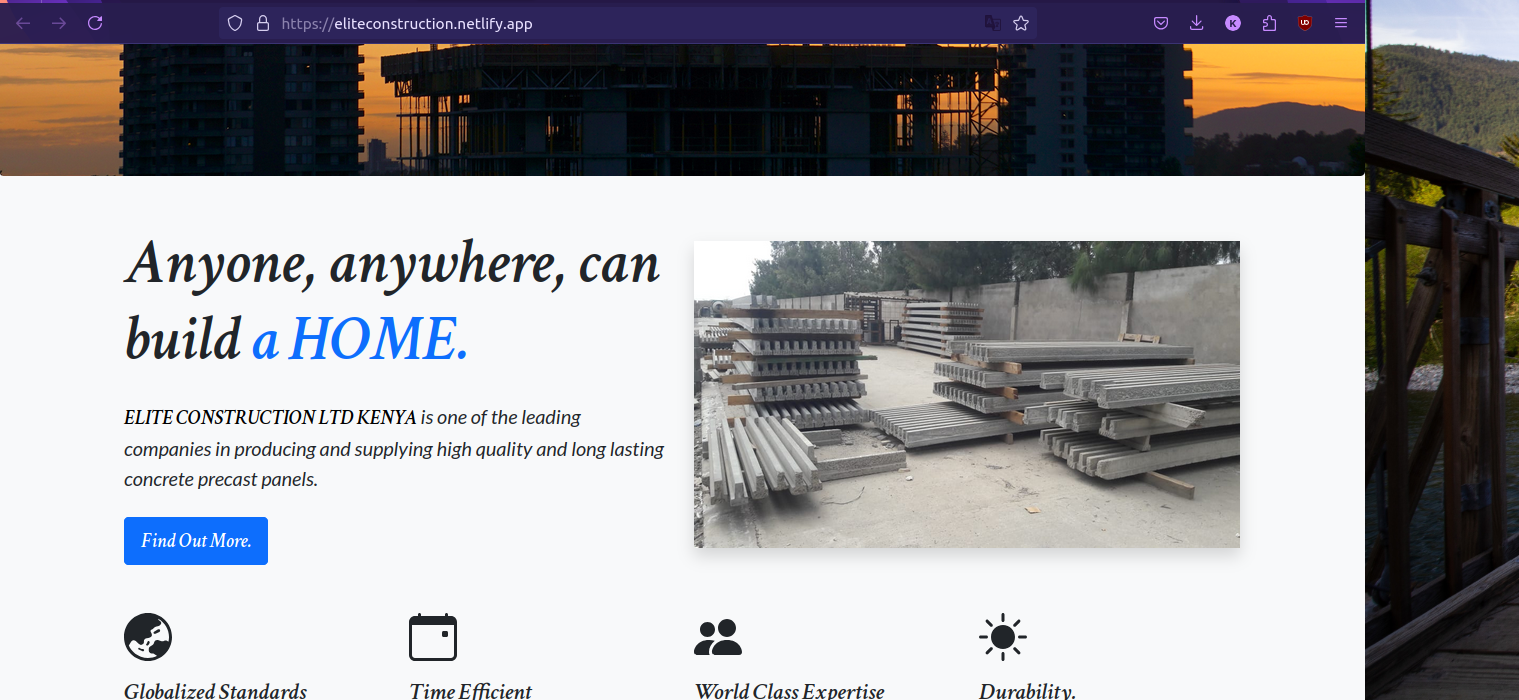 https://eliteconstruction.netlify.app
K
UO
Anyone, anywhere, can
build a HOME.
ELITE CONSTRUCTION LTD KENYA is one of the leading
companies in producing and supplying high quality and long lasting
concrete precast panels.
Find Out More.
Globalized Standards
Time Efficient
World Class Expertise
Durability.